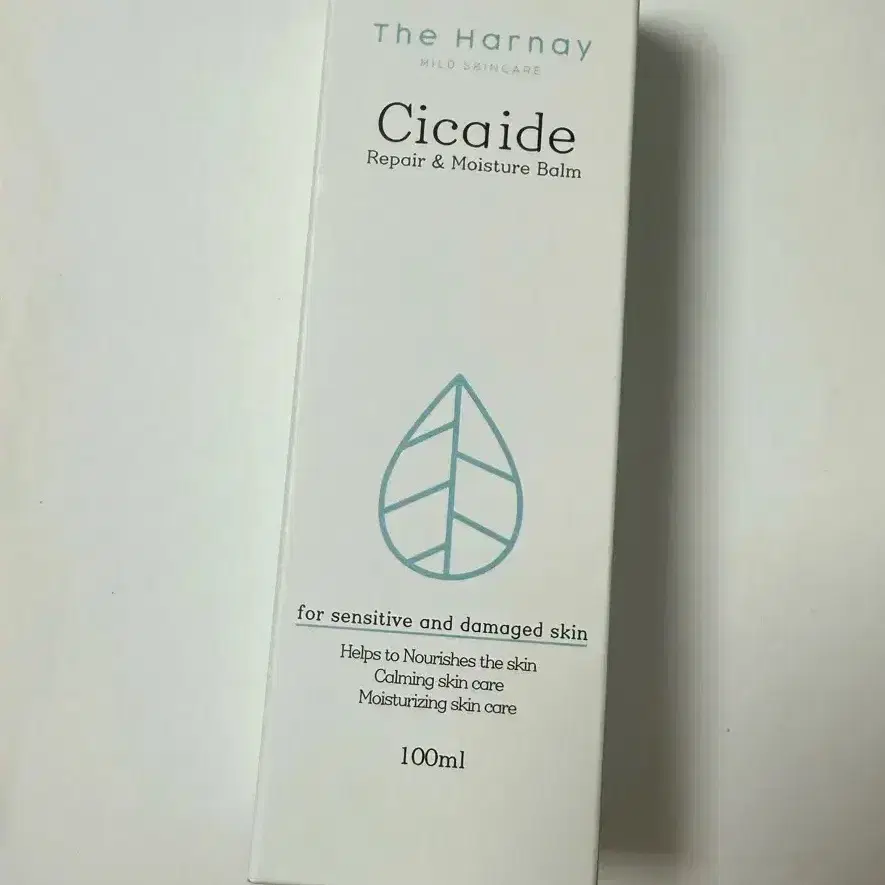 The Harnay
MILD SKINCARE
Cicaide
Repair & Moisture Balm
for sensitive and damaged skin
Helps to Nourishes the skin
Calming skin care
Moisturizing skin care
100ml